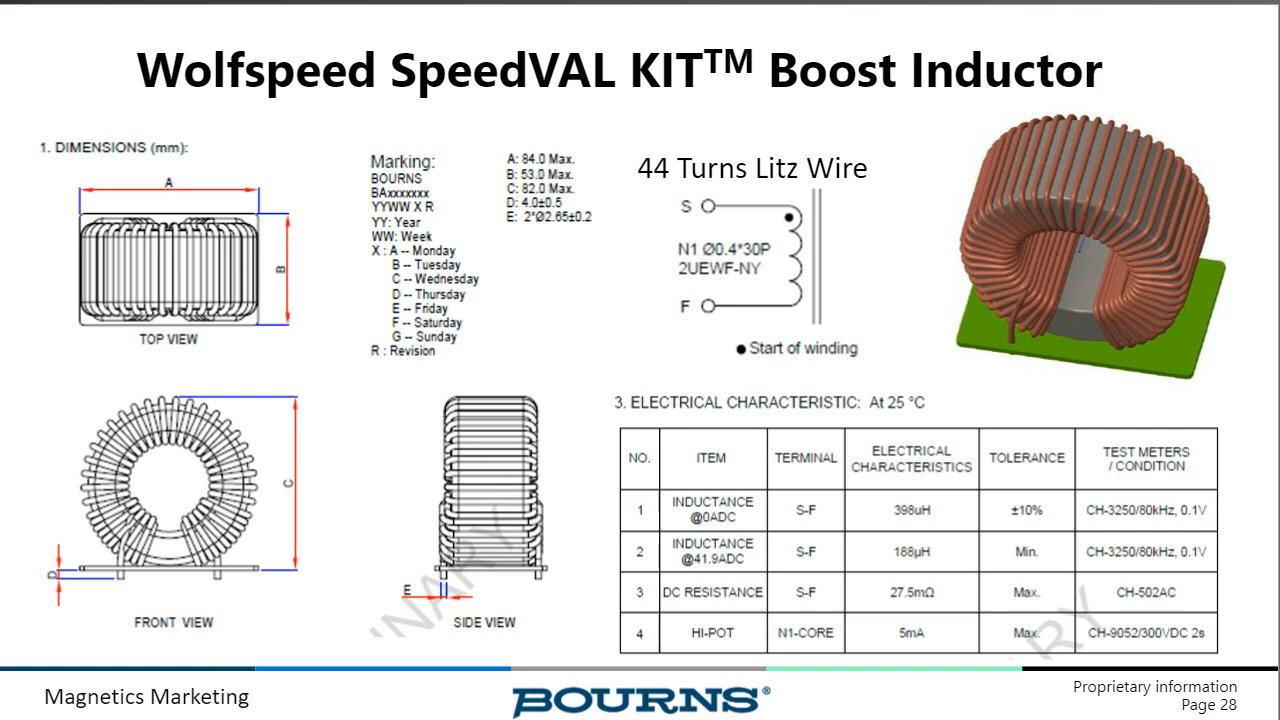 Wolfspeed SpeedVAL KIT™ Boost Inductor
1. DIMENSIONS (mm):
A
B
TOP VIEW
Marking:
BOURNS
BAxxxxxxx
YYWW X R
YY: Year
WW: Week
X : A -- Monday
B -- Tuesday
C -- Wednesday
D -- Thursday
E -- Friday
F -- Saturday
G -- Sunday
R : Revision
A: 84.0 Max.
B: 53.0 Max.
C: 82.0 Max.
D: 4.0±0.5
E: 2*Ø2.65±0.2
44 Turns Litz Wire
S
N1 Ø0.4*30P
2UEWF-NY
F
Start of winding
C
D
FRONT VIEW
E
SIDE VIEW
3. ELECTRICAL CHARACTERISTIC: At 25 °C
NO. ITEM TERMINAL ELECTRICAL CHARACTERISTICS TOLERANCE TEST METERS / CONDITION
1 INDUCTANCE @0ADC S-F 398uH ±10% CH-3250/80kHz, 0.1V
2 INDUCTANCE @41.9ADC S-F 188µH Min. CH-3250/80kHz, 0.1V
3 DC RESISTANCE S-F 27.5mΩ Max. CH-502AC
4 HI-POT N1-CORE 5mA Max. CH-9052/300VDC 2s
INARY
RY
Magnetics Marketing
BOURNS®
Proprietary information
Page 28